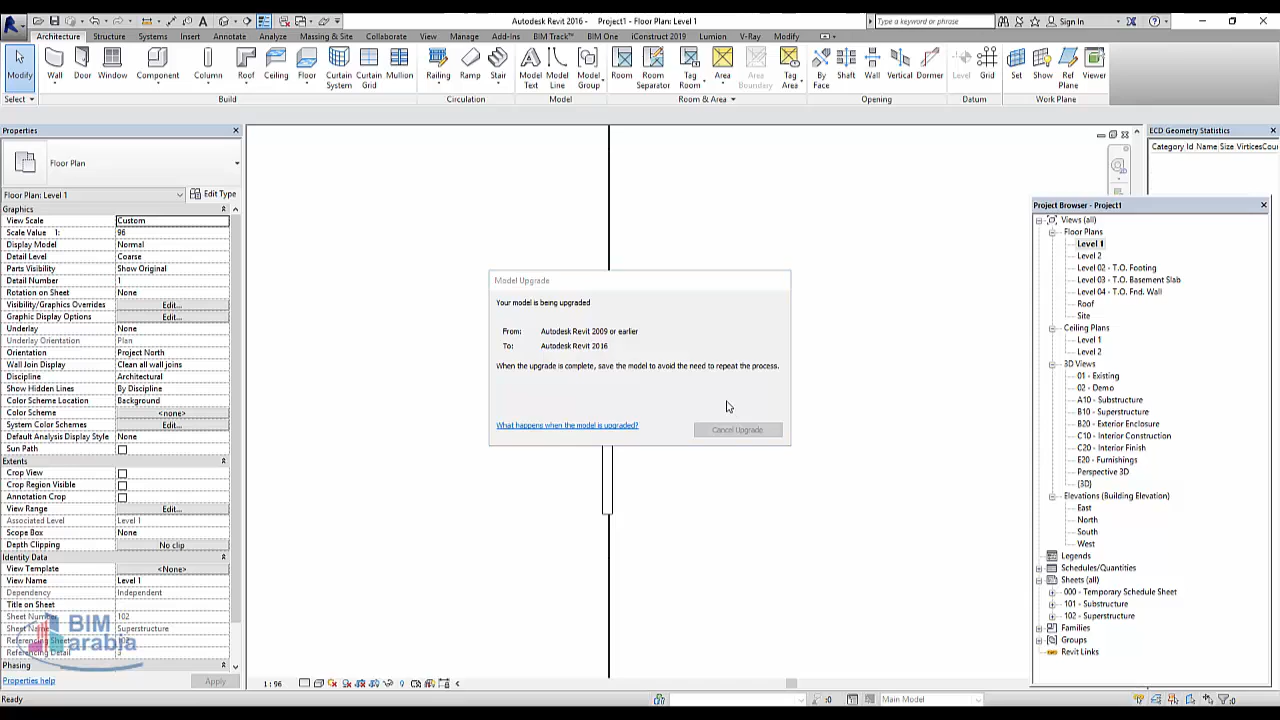 Autodesk Revit 2016 - Project1 - Floor Plan: Level 1
Type a keyword or phrase
Sign In
Architecture Structure Systems Insert Annotate Analyze Massing & Site Collaborate View Manage Add-Ins BIM Track™ BIM One iConstruct 2019 Lumion V-Ray Modify
Modify Wall Door Window Component Column Roof Ceiling Floor Curtain System Curtain Grid Mullion Railing Ramp Stair Model Text Model Line Model Group Room Room Separator Tag Room Area Area Boundary Tag Area By Face Shaft Wall Vertical Dormer Level Grid Set Show Ref Plane Viewer
Select Build Circulation Model Room & Area Opening Datum Work Plane
Properties
Floor Plan
Floor Plan: Level 1 Edit Type
Graphics
View Scale Custom
Scale Value 1: 96
Display Model Normal
Detail Level Coarse
Parts Visibility Show Original
Detail Number 1
Rotation on Sheet None
Visibility/Graphics Overrides Edit...
Graphic Display Options Edit...
Underlay None
Underlay Orientation Plan
Orientation Project North
Wall Join Display Clean all wall joins
Discipline Architectural
Show Hidden Lines By Discipline
Color Scheme Location Background
Color Scheme <none>
System Color Schemes Edit...
Default Analysis Display Style None
Sun Path
Extents
Crop View
Crop Region Visible
Annotation Crop
View Range Edit...
Associated Level Level 1
Scope Box None
Depth Clipping No clip
Identity Data
View Template <None>
View Name Level 1
Dependency Independent
Title on Sheet
Sheet Number 102
Sheet Name Superstructure
Referencing Sheet
Referencing Detail
Phasing
BIM
arabia
Properties help Apply
Ready
Model Upgrade
Your model is being upgraded
From: Autodesk Revit 2009 or earlier
To: Autodesk Revit 2016
When the upgrade is complete, save the model to avoid the need to repeat the process.
What happens when the model is upgraded? Cancel Upgrade
1 : 96
:0 Main Model :0
ECD Geometry Statistics
Category Id Name Size VerticesCou
Project Browser - Project1
Views (all)
Floor Plans
Level 1
Level 2
Level 02 - T.O. Footing
Level 03 - T.O. Basement Slab
Level 04 - T.O. Fnd. Wall
Roof
Site
Ceiling Plans
Level 1
Level 2
3D Views
01 - Existing
02 - Demo
A10 - Substructure
B10 - Superstructure
B20 - Exterior Enclosure
C10 - Interior Construction
C20 - Interior Finish
E20 - Furnishings
Perspective 3D
{3D}
Elevations (Building Elevation)
East
North
South
West
Legends
Schedules/Quantities
Sheets (all)
000 - Temporary Schedule Sheet
101 - Substructure
102 - Superstructure
Families
Groups
Revit Links